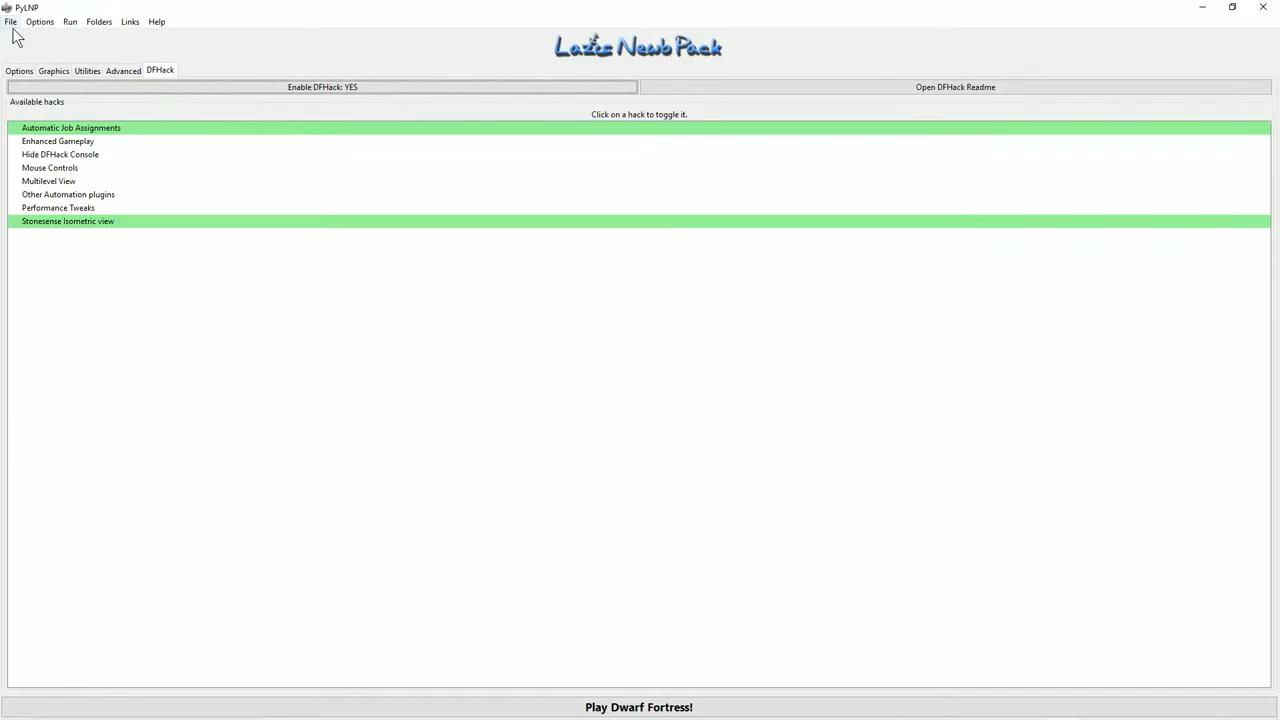 PyLNP
File Options Run Folders Links Help
Lazee Newb Pack
Options Graphics Utilities Advanced DFHack
Enable DFHack: YES Open DFHack Readme
Available hacks
Click on a hack to toggle it.
Automatic Job Assignments
Enhanced Gameplay
Hide DFHack Console
Mouse Controls
Multilevel View
Other Automation plugins
Performance Tweaks
Stonesense Isometric view
Play Dwarf Fortress!